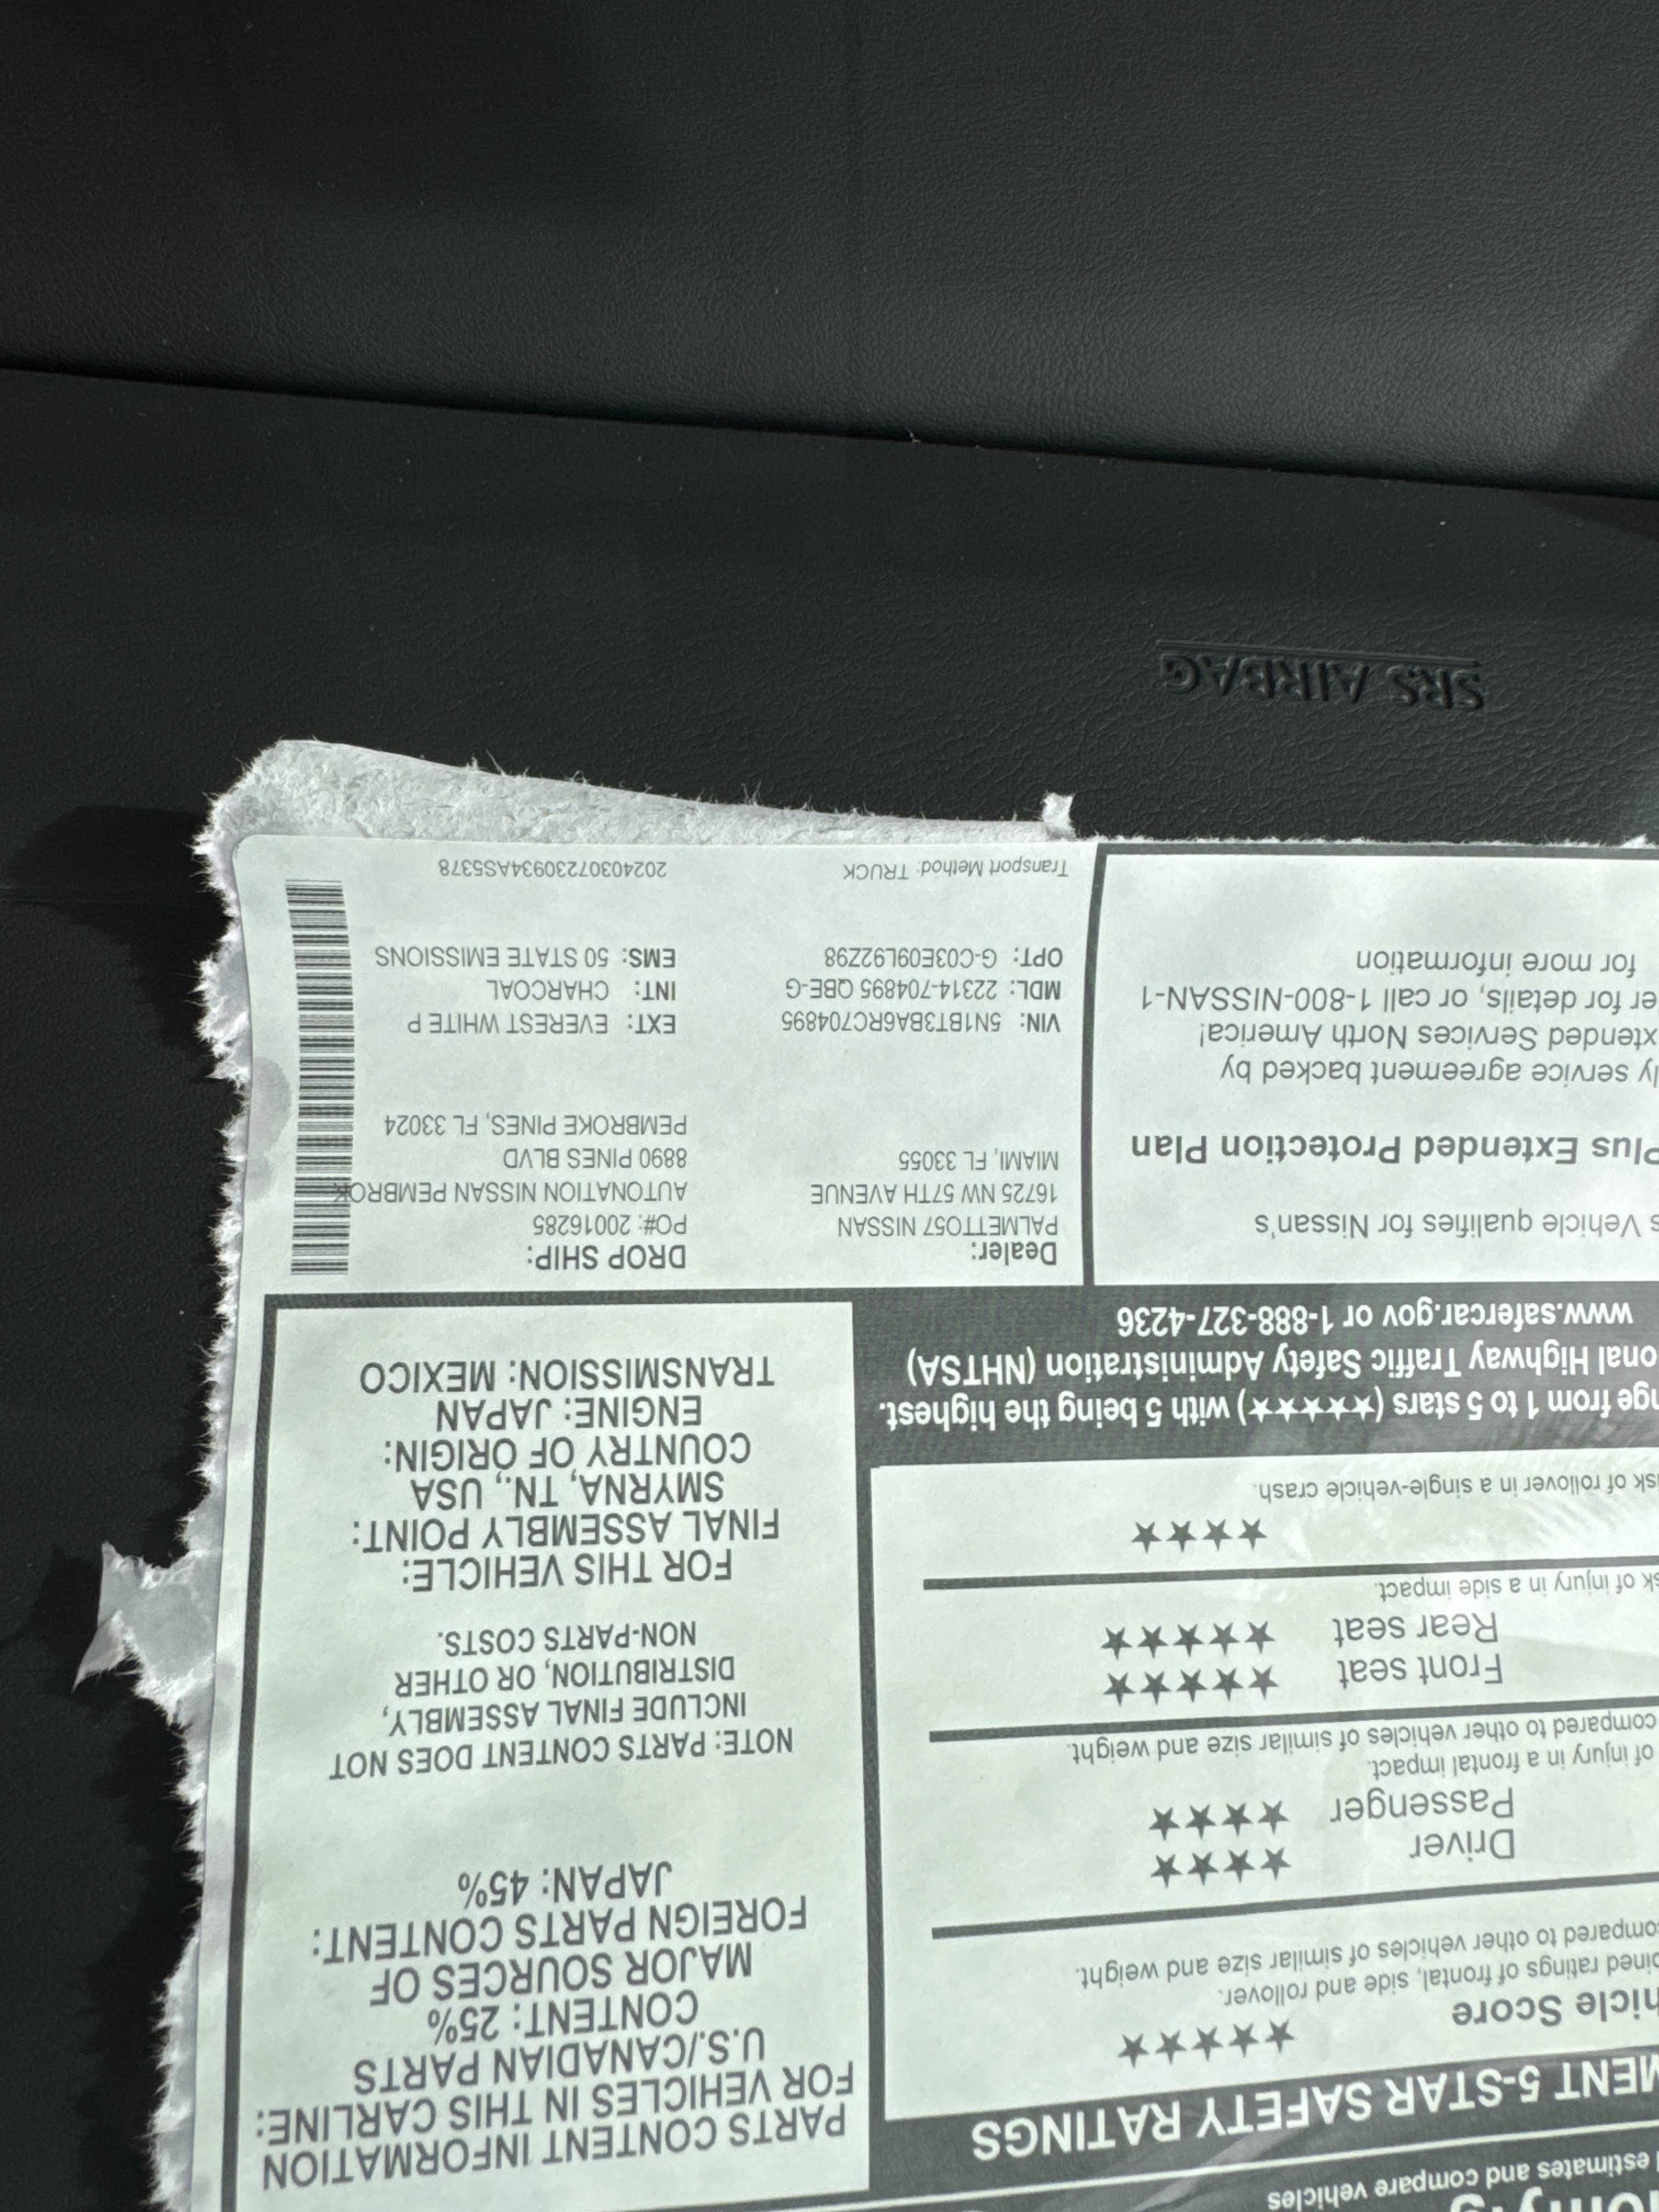 estimates and compare vehicles
PARTS CONTENT INFORMATION
FOR VEHICLES IN THIS CARLINE:
U.S./CANADIAN PARTS
CONTENT: 25%
MAJOR SOURCES OF
FOREIGN PARTS CONTENT:
JAPAN: 45%
NOTE: PARTS CONTENT DOES NOT
INCLUDE FINAL ASSEMBLY,
DISTRIBUTION, OR OTHER
NON-PARTS COSTS.
FOR THIS VEHICLE:
FINAL ASSEMBLY POINT:
SMYRNA, TN., USA
COUNTRY OF ORIGIN:
ENGINE: JAPAN
TRANSMISSION: MEXICO
MENT 5-STAR SAFETY RATINGS
hicle Score ★★★★★
bined ratings of frontal, side and rollover.
compared to other vehicles of similar size and weight.
Driver ★★★★
Passenger ★★★★
of injury in a frontal impact.
compared to other vehicles of similar size and weight.
Front seat ★★★★★
Rear seat ★★★★★
sk of injury in a side impact.
★★★★
sk of rollover in a single-vehicle crash.
nge from 1 to 5 stars (★★★★★) with 5 being the highest.
onal Highway Traffic Safety Administration (NHTSA)
www.safercar.gov or 1-888-327-4236
s Vehicle qualifies for Nissan's
Plus Extended Protection Plan
ly service agreement backed by
xtended Services North America!
er for details, or call 1-800-NISSAN-1
for more information
Dealer:
PALMETTO57 NISSAN
16725 NW 57TH AVENUE
MIAMI, FL 33055
DROP SHIP:
PO#: 20016285
AUTONATION NISSAN PEMBROK
8890 PINES BLVD
PEMBROKE PINES, FL 33024
VIN: 5N1BT3BA6RC704895
MDL: 22314-704895 QBE-G
OPT: G-C03E09L92Z98
EXT: EVEREST WHITE P
INT: CHARCOAL
EMS: 50 STATE EMISSIONS
Transport Method: TRUCK
20240307230934AS5378
SRS AIRBAG